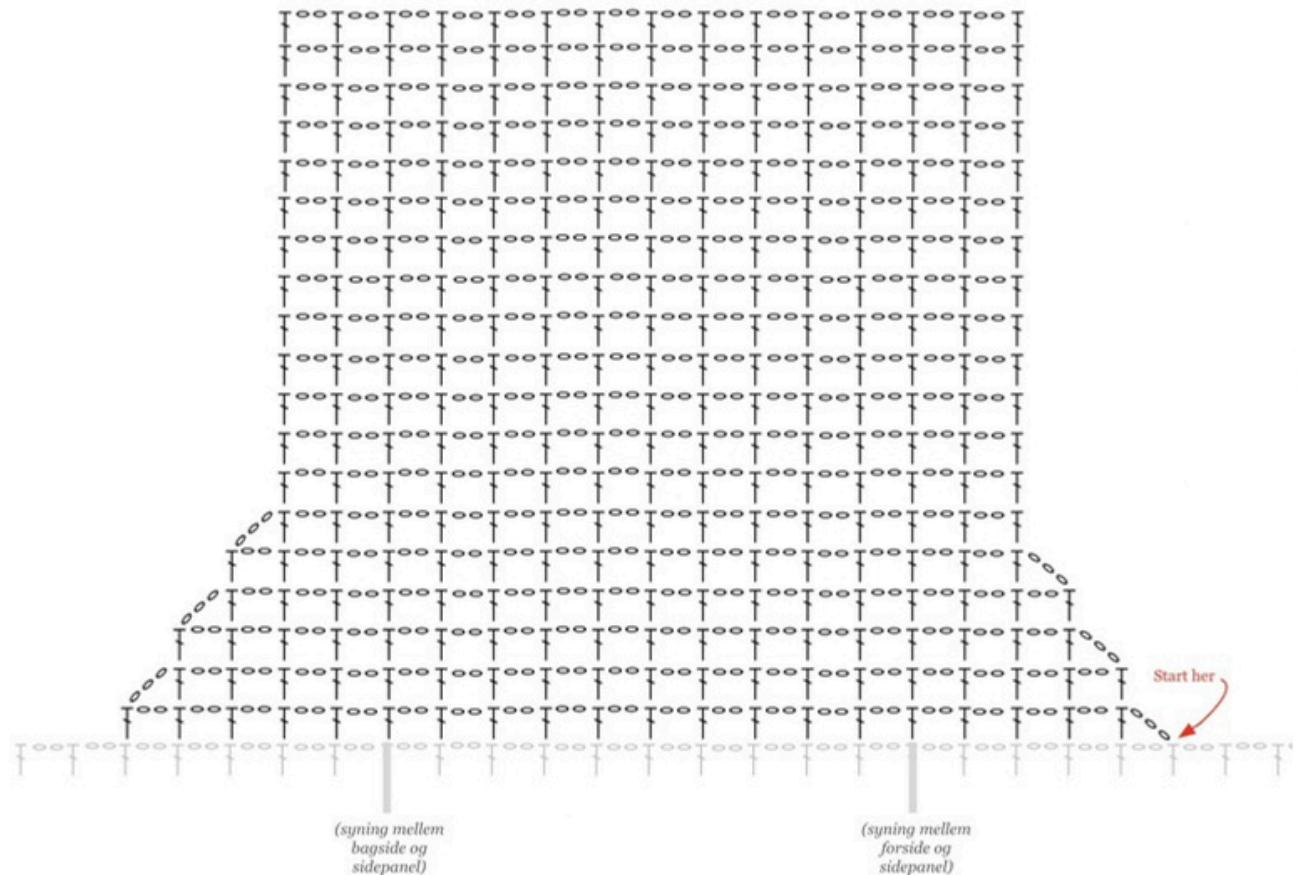 Start her
(syning mellem
bagside og
sidepanel)
(syning mellem
forside og
sidepanel)